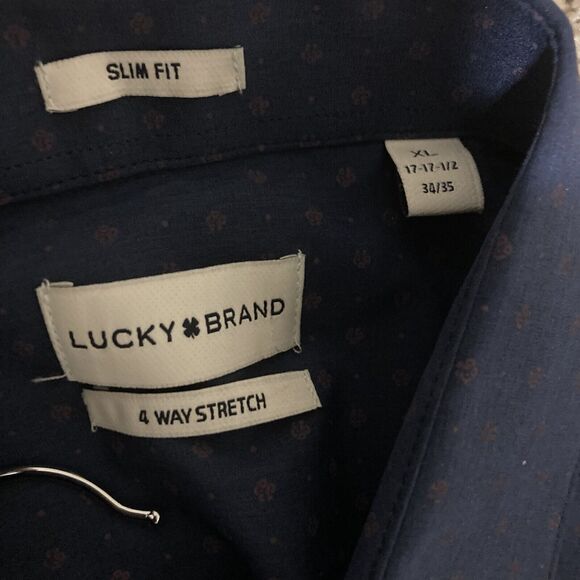 SLIM FIT
XL
17-17-1/2
34/35
LUCKY BRAND
4 WAY STRETCH